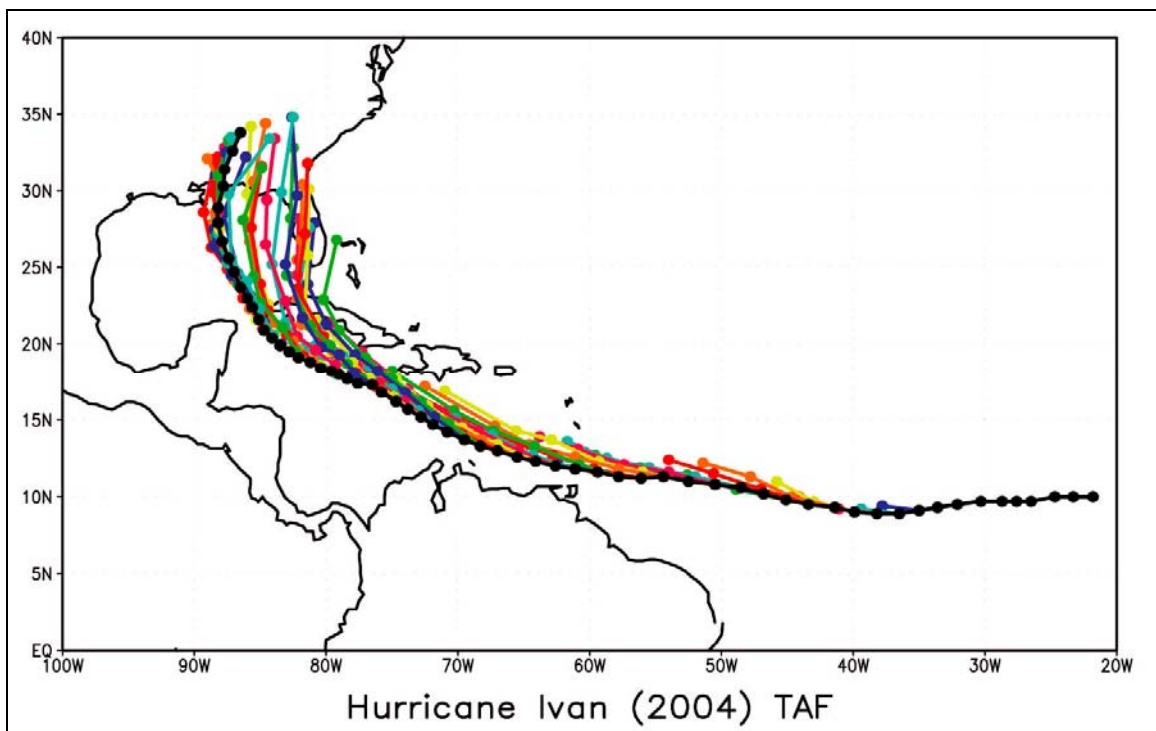 40N
35N
30N
25N
20N
15N
10N
5N
EQ
100W 90W 80W 70W 60W 50W 40W 30W 20W
Hurricane Ivan (2004) TAF